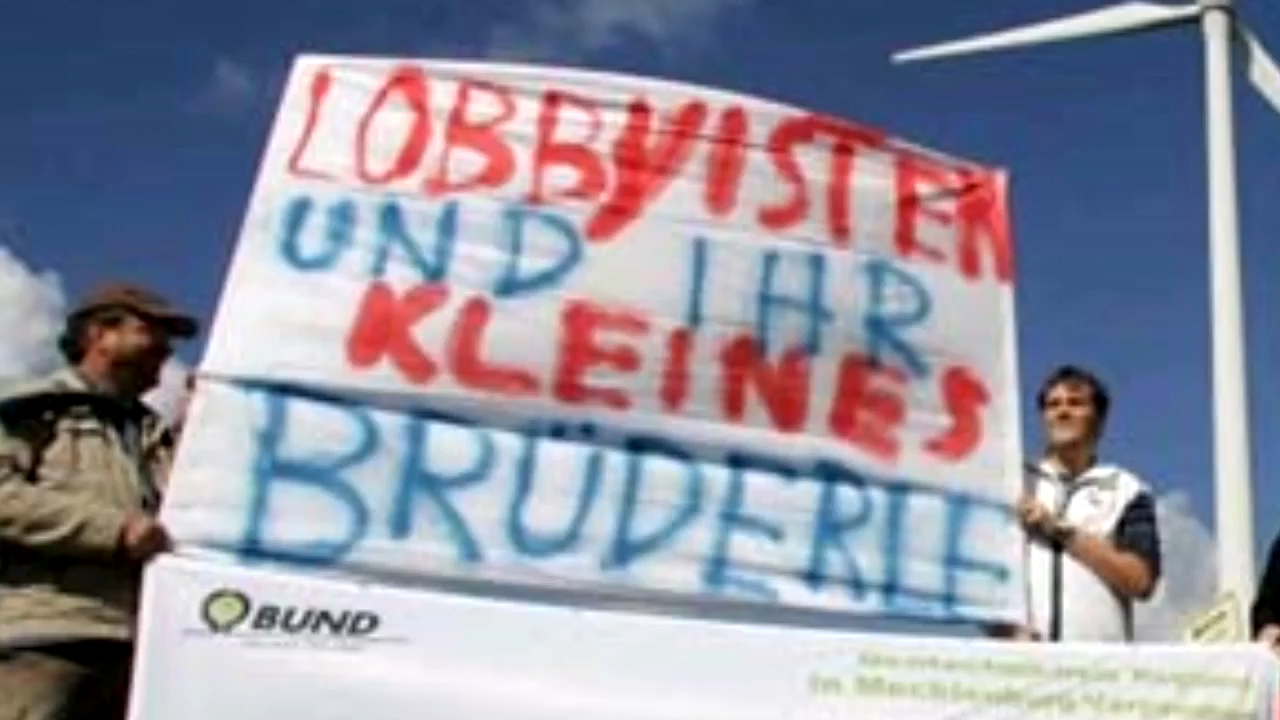 LOBBYISTEN
UND IHR
KLEINES
BRÜDERLE
BUND